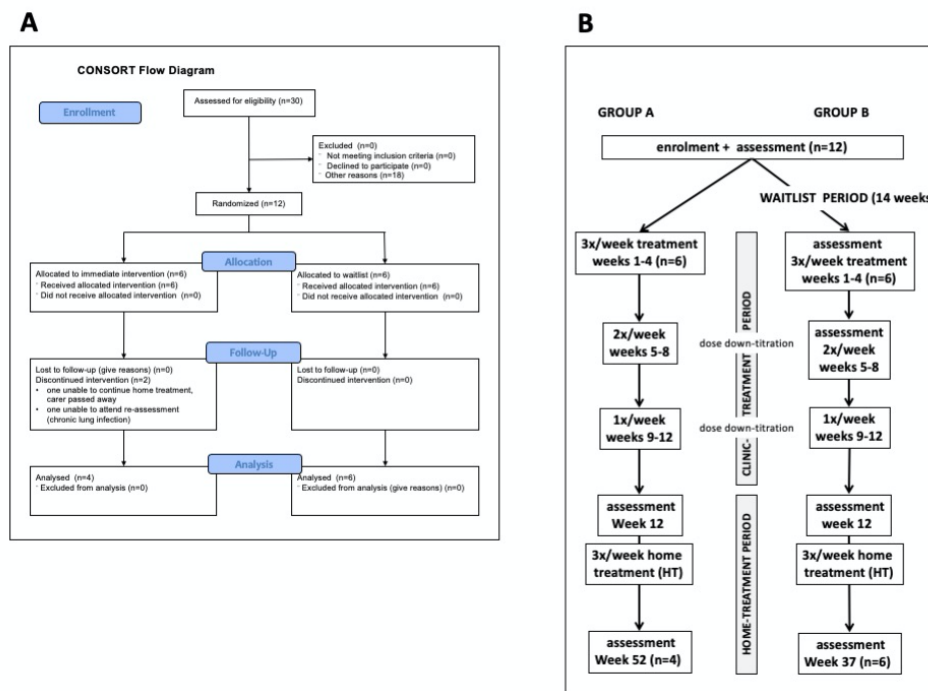 A
CONSORT Flow Diagram
Enrollment
Assessed for eligibility (n=30)
Excluded (n=0)
Not meeting inclusion criteria (n=0)
Declined to participate (n=0)
Other reasons (n=18)
Randomized (n=12)
Allocation
Allocated to immediate intervention (n=6)
Received allocated intervention (n=6)
Did not receive allocated intervention (n=0)
Allocated to waitlist (n=6)
Received allocated intervention (n=6)
Did not receive allocated intervention (n=0)
Follow-Up
Lost to follow-up (give reasons) (n=0)
Discontinued intervention (n=2)
• one unable to continue home treatment,
carer passed away
• one unable to attend re-assessment
(chronic lung infection)
Lost to follow-up (n=0)
Discontinued intervention (n=0)
Analysis
Analysed (n=4)
Excluded from analysis (n=0)
Analysed (n=6)
Excluded from analysis (give reasons) (n=0)
B
GROUP A
GROUP B
enrolment + assessment (n=12)
WAITLIST PERIOD (14 weeks
3x/week treatment
weeks 1-4 (n=6)
assessment
3x/week treatment
weeks 1-4 (n=6)
CLINIC-TREATMENT PERIOD
dose down-titration
2x/week
weeks 5-8
assessment
2x/week
weeks 5-8
dose down-titration
1x/week
weeks 9-12
1x/week
weeks 9-12
HOME-TREATMENT PERIOD
assessment
Week 12
assessment
week 12
3x/week home
treatment (HT)
3x/week home
treatment (HT)
assessment
Week 52 (n=4)
assessment
Week 37 (n=6)